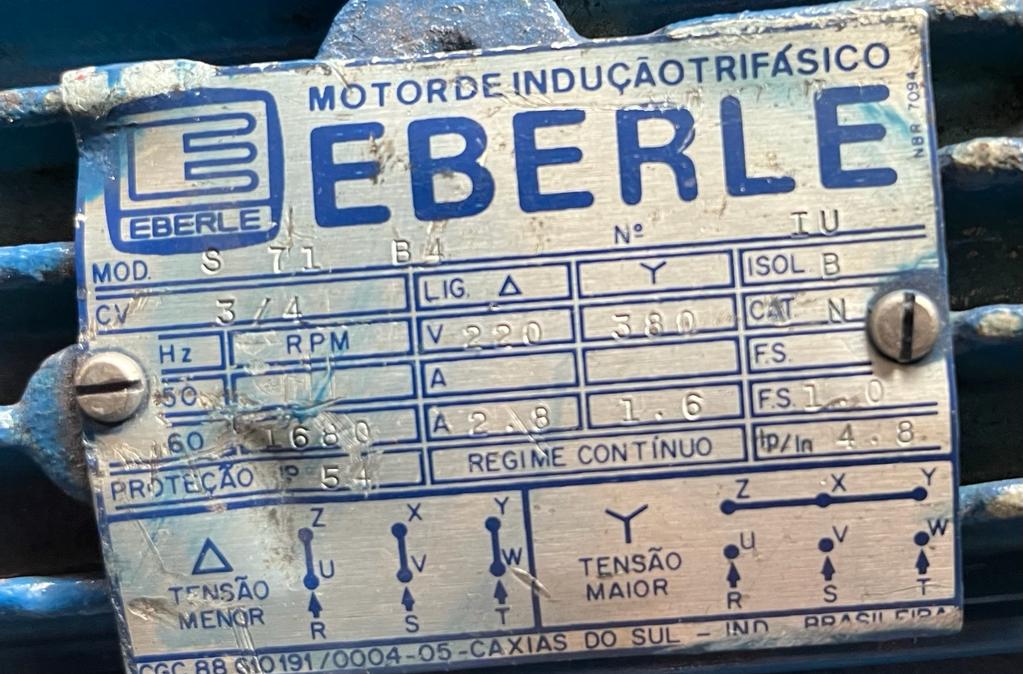 MOTOR DE INDUÇÃO TRIFÁSICO
EBERLE
EBERLE
NBR 7094
MOD. S 71 B4 Nº IU
CV 3/4 LIG. Δ Y ISOL B
V 220 380 CAT. N
Hz RPM A F.S.
50
60 1680 A 2.8 1.6 F.S. 1.0
PROTEÇÃO IP 54 REGIME CONTÍNUO Ip/In 4.8
Δ TENSÃO MENOR
Z X Y
U V W
R S T
Y TENSÃO MAIOR
Z X Y
U V W
R S T
CGC 88 610191/0004-05-CAXIAS DO SUL - IND. BRASILEIRA